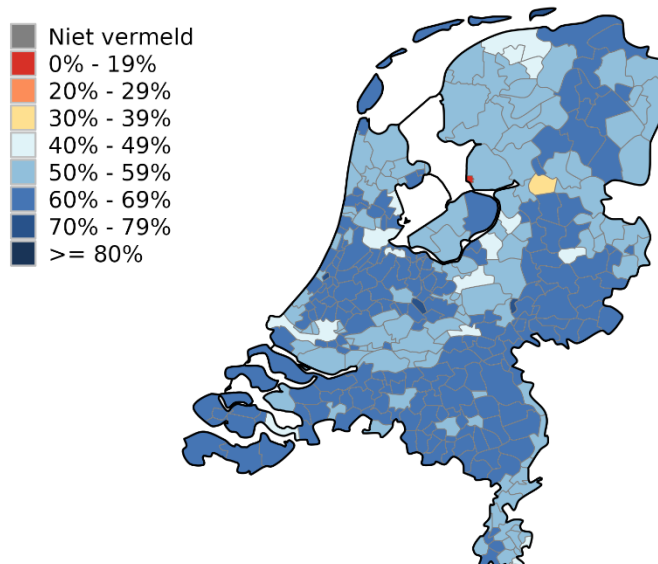 Niet vermeld
0% - 19%
20% - 29%
30% - 39%
40% - 49%
50% - 59%
60% - 69%
70% - 79%
>= 80%